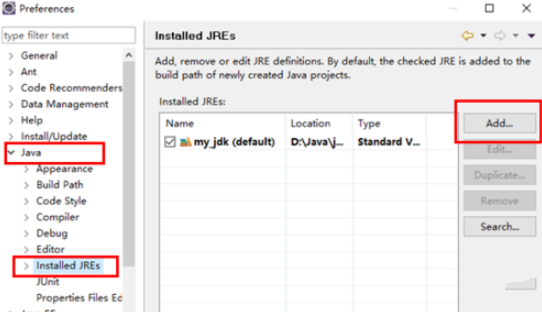 Preferences
type filter text
General
Ant
Code Recommenders
Data Management
Help
Install/Update
Java
Appearance
Build Path
Code Style
Compiler
Debug
Editor
Installed JREs
JUnit
Properties Files Ed
Java EE
Installed JREs
Add, remove or edit JRE definitions. By default, the checked JRE is added to the
build path of newly created Java projects.
Installed JREs:
Name Location Type
my_jdk (default) D:\Java\j... Standard V...
Add...
Edit...
Duplicate...
Remove
Search...